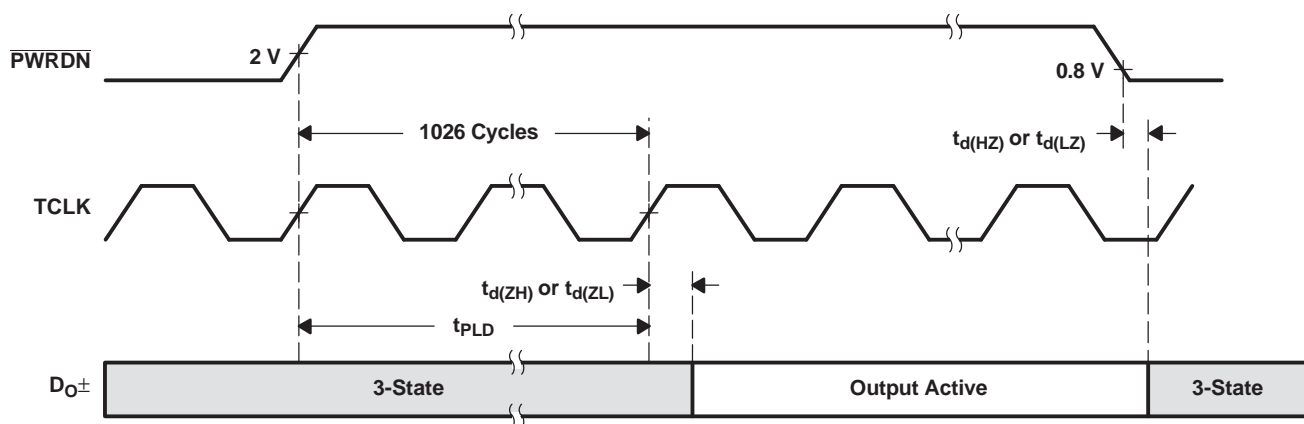 PWRDN
2 V
0.8 V
1026 Cycles
td(HZ) or td(LZ)
TCLK
td(ZH) or td(ZL)
tPLD
DO±
3-State
Output Active
3-State